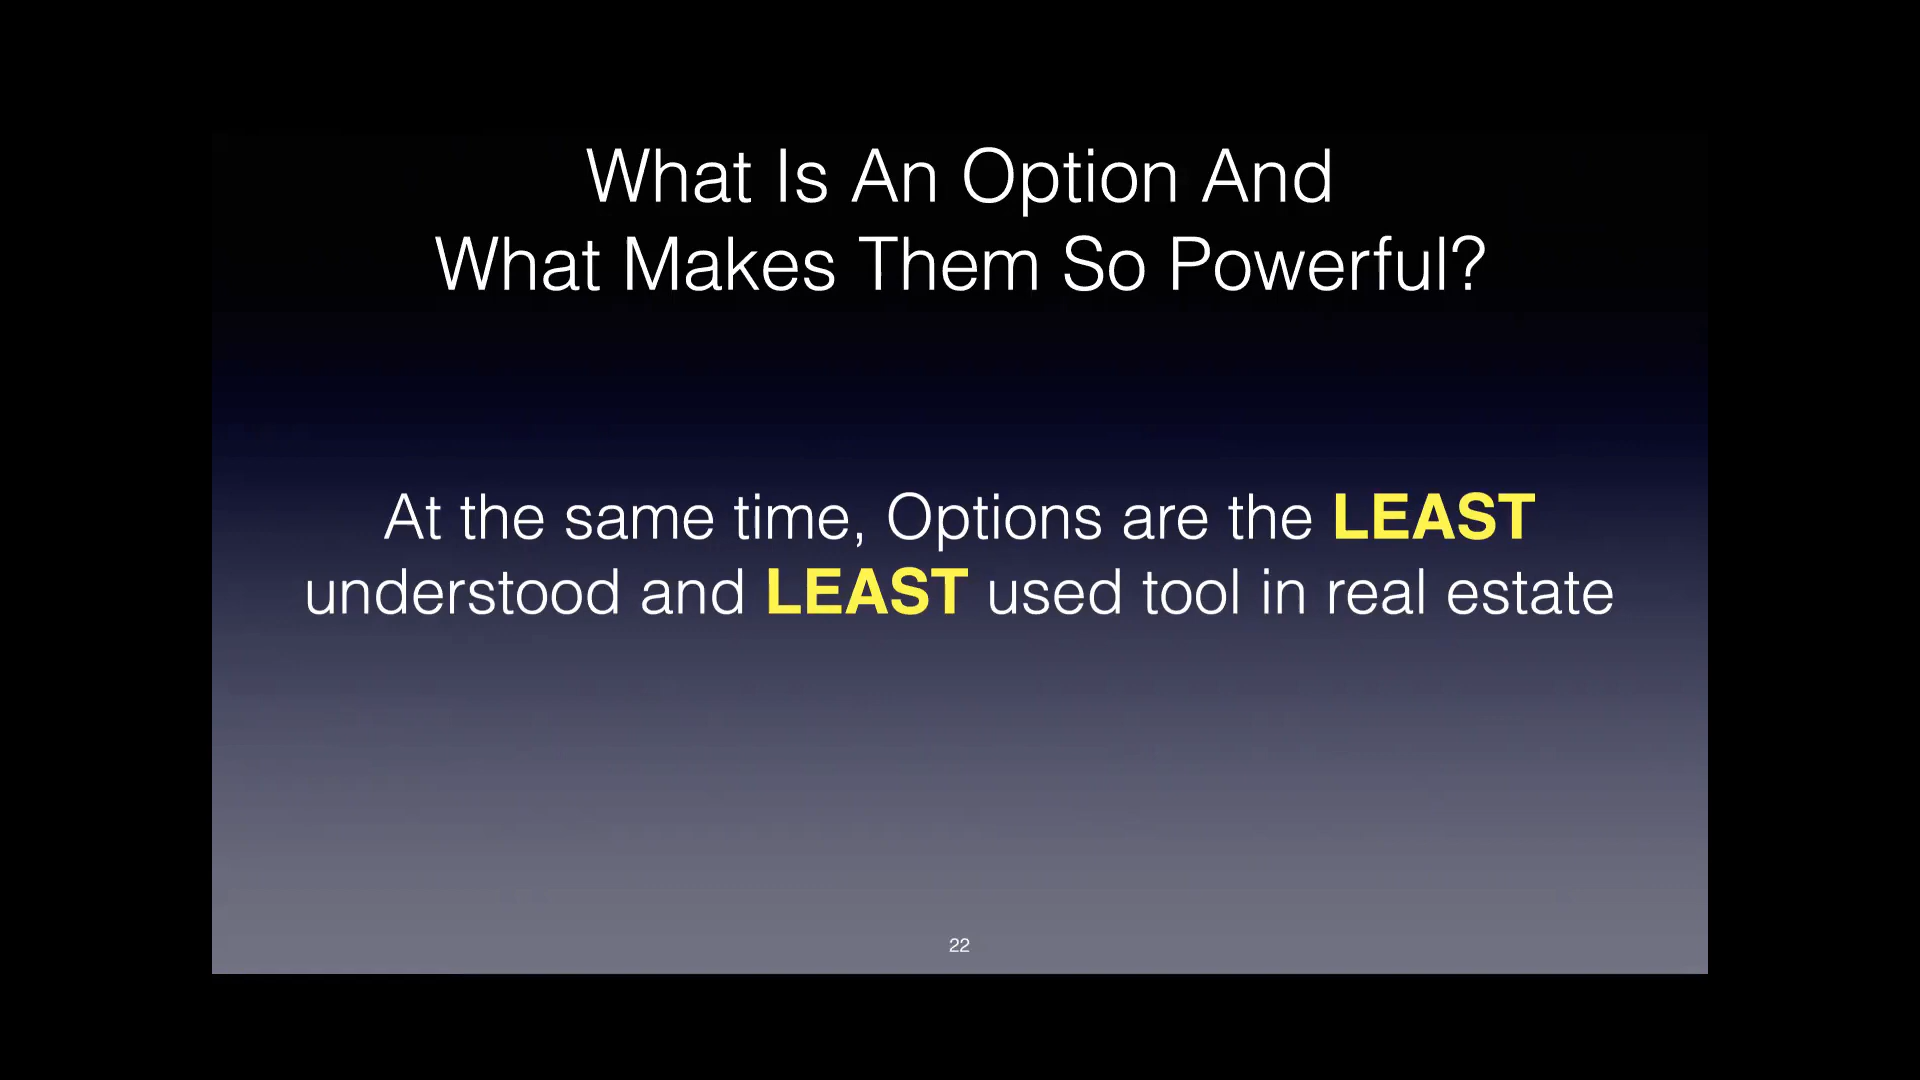 What Is An Option And
What Makes Them So Powerful?
At the same time, Options are the LEAST
understood and LEAST used tool in real estate
22